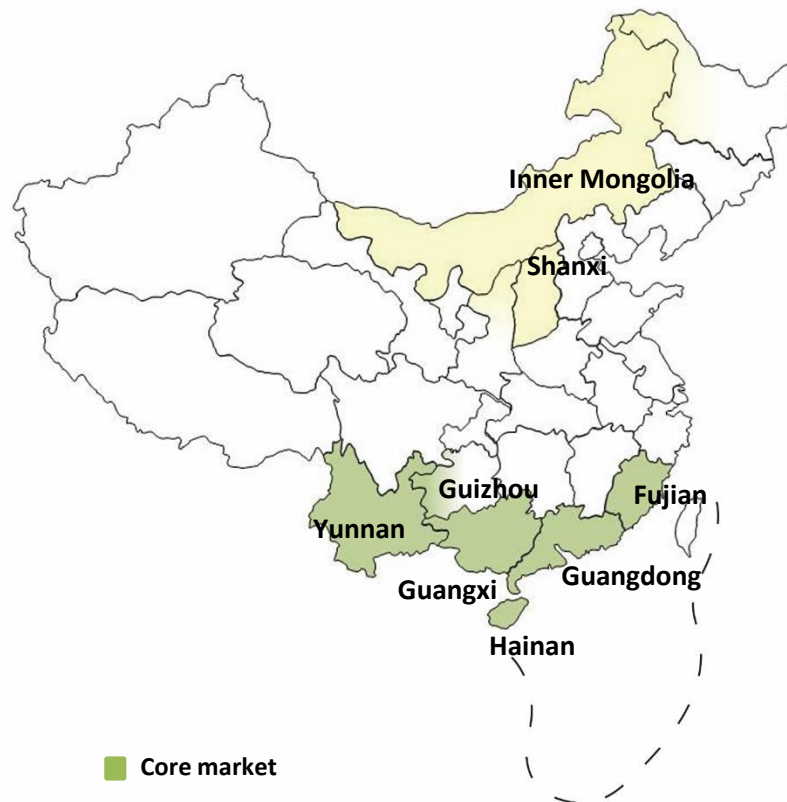 Inner Mongolia
Shanxi
Guizhou
Fujian
Yunnan
Guangdong
Guangxi
Hainan
Core market